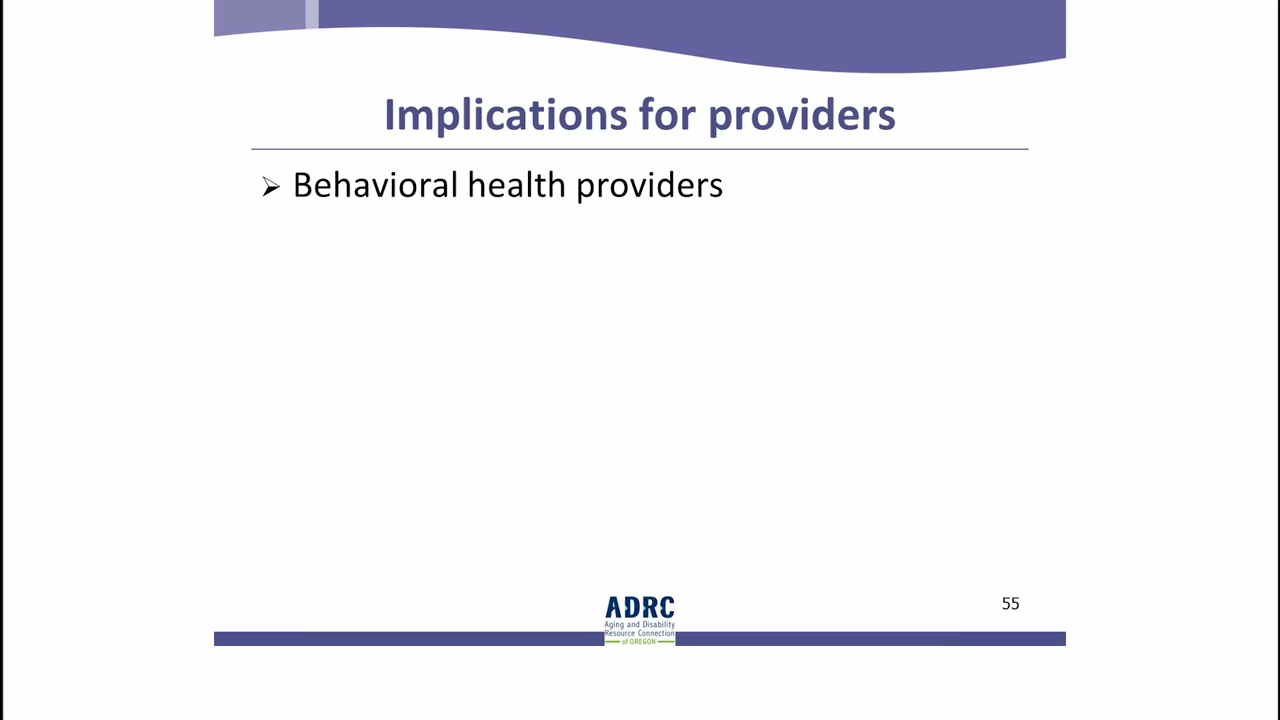 Implications for providers
➢ Behavioral health providers
55
ADRC
Aging and Disability
Resource Connection
of OREGON